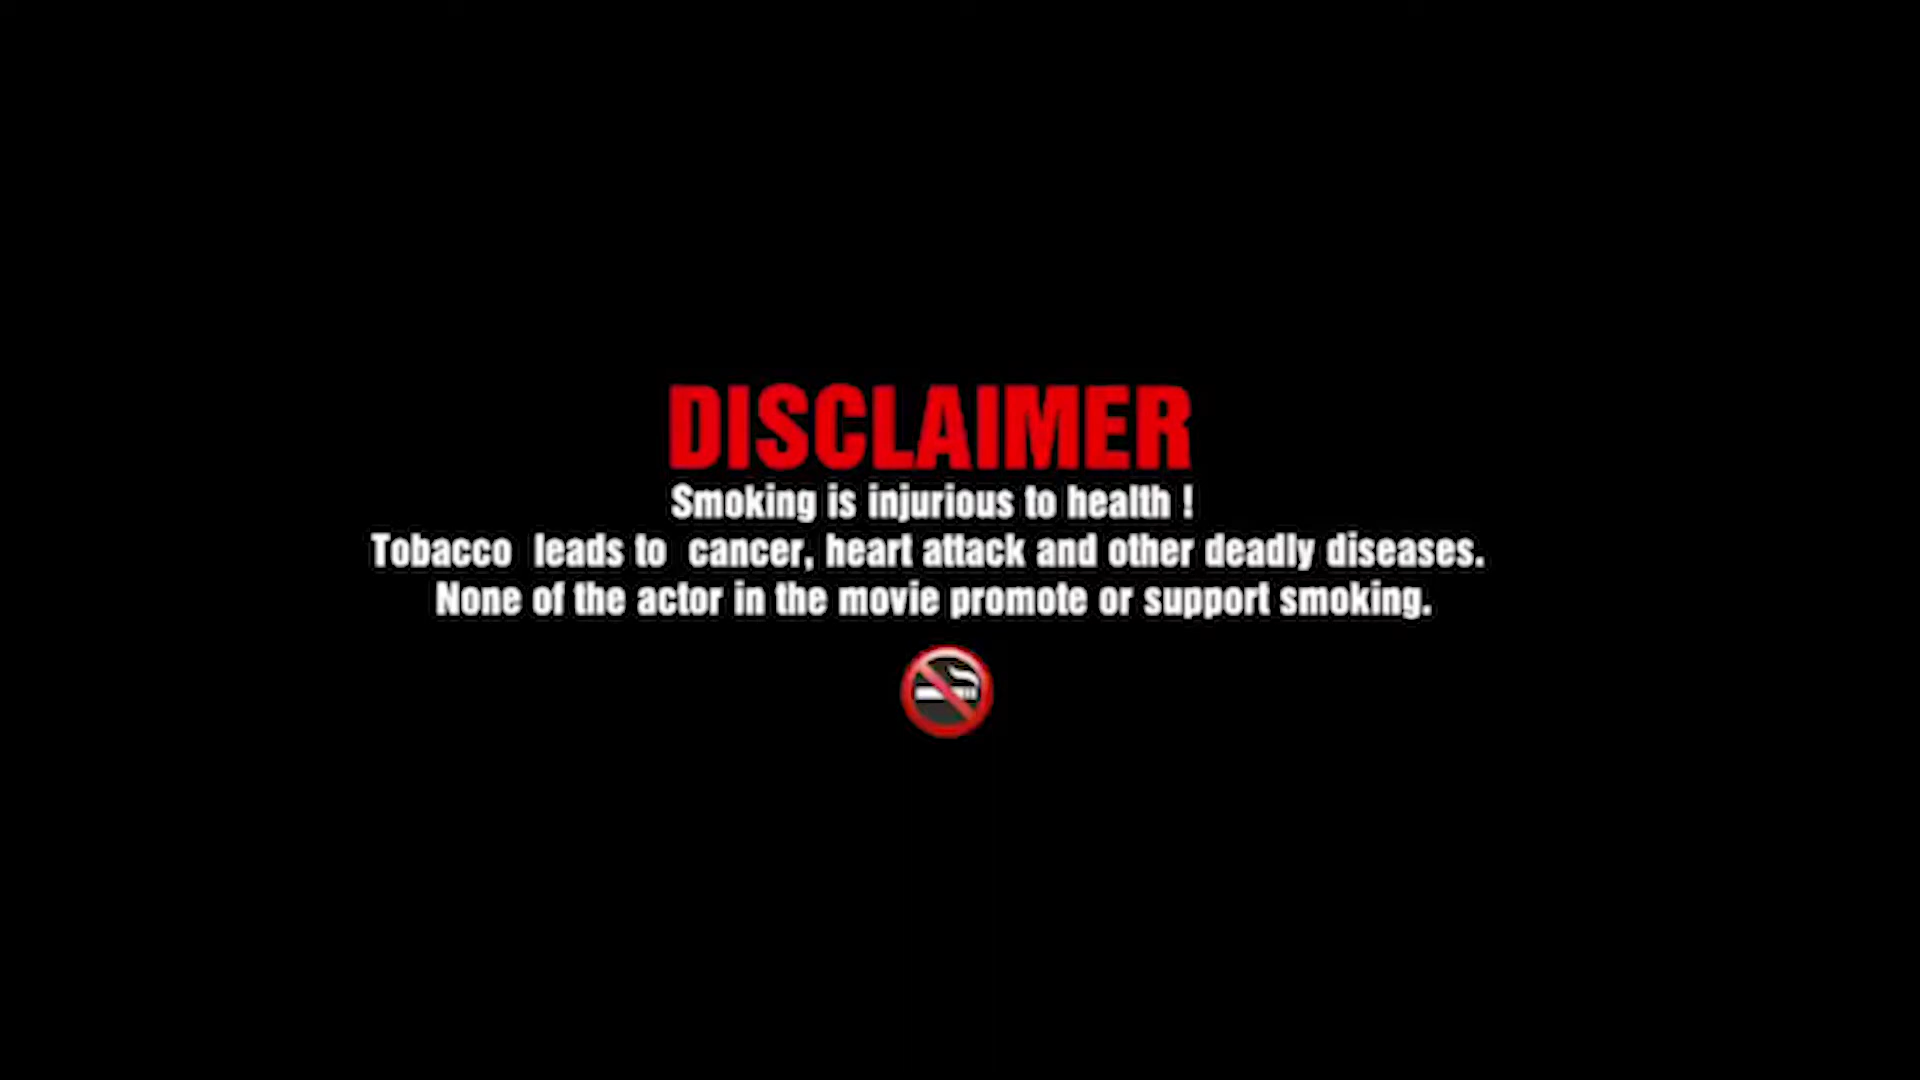 DISCLAIMER
Smoking is injurious to health !
Tobacco  leads to  cancer, heart attack and other deadly diseases.
None of the actor in the movie promote or support smoking.